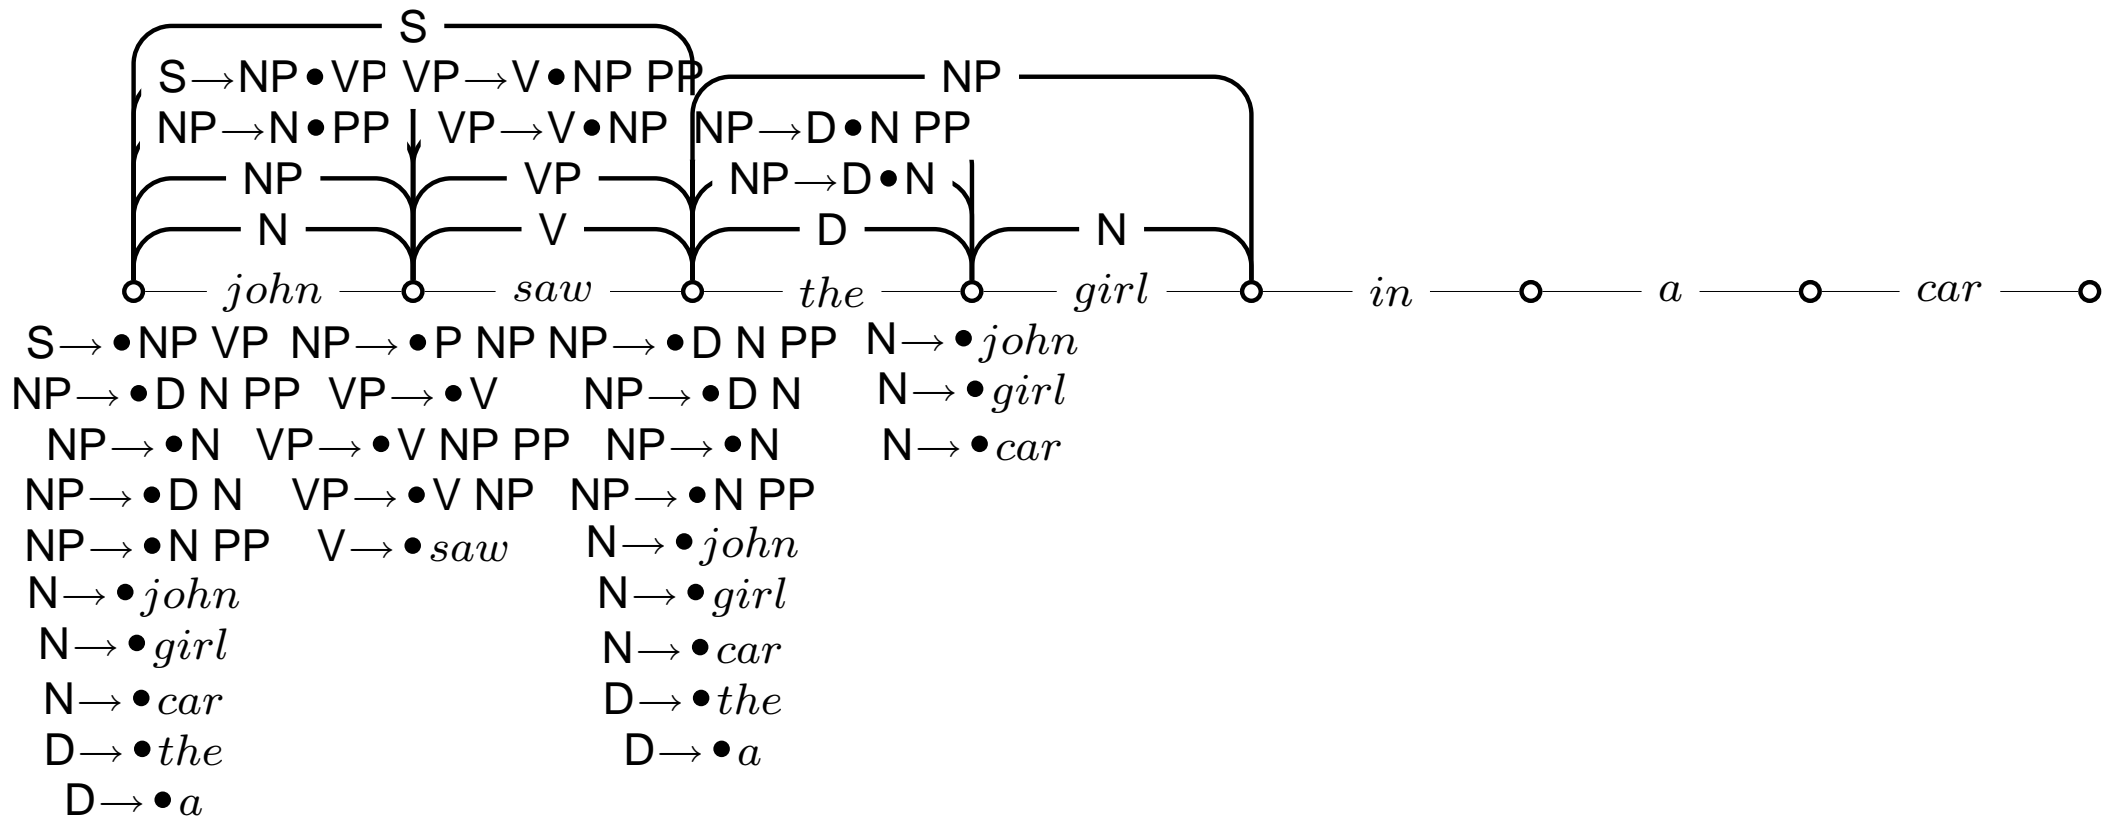 S
S→NP•VP VP→V•NP PP NP
NP→N•PP VP→V•NP NP→D•N PP
NP VP NP→D•N
N V D N
john saw the girl in a car
S→•NP VP NP→•P NP NP→•D N PP N→•john
NP→•D N PP VP→•V NP→•D N N→•girl
NP→•N VP→•V NP PP NP→•N N→•car
NP→•D N VP→•V NP NP→•N PP
NP→•N PP V→•saw N→•john
N→•john N→•girl
N→•girl N→•car
N→•car D→•the
D→•the D→•a
D→•a